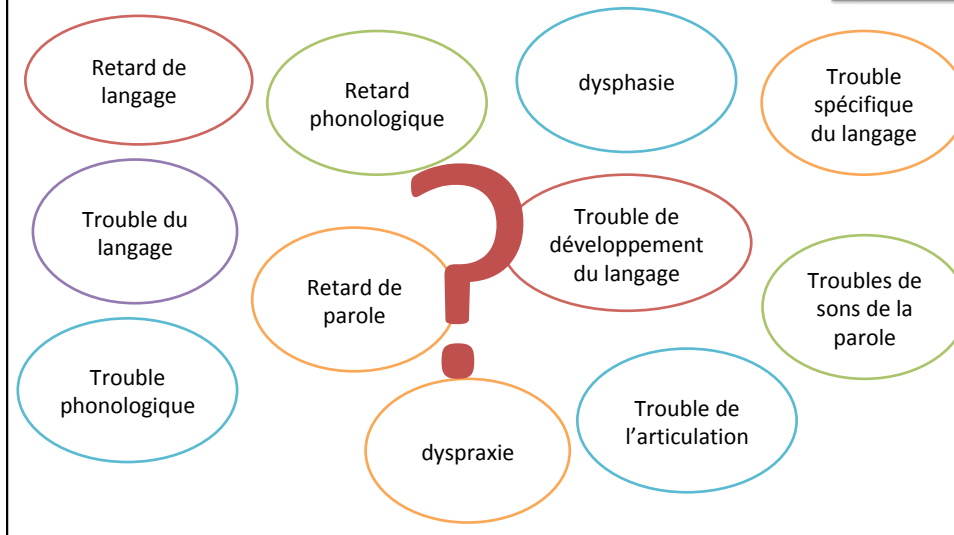 Retard de
langage
Retard
phonologique
dysphasie
Trouble
spécifique
du langage
Trouble du
langage
?
Trouble de
développement
du langage
Retard de
parole
Troubles de
sons de la
parole
Trouble
phonologique
dyspraxie
Trouble de
l’articulation